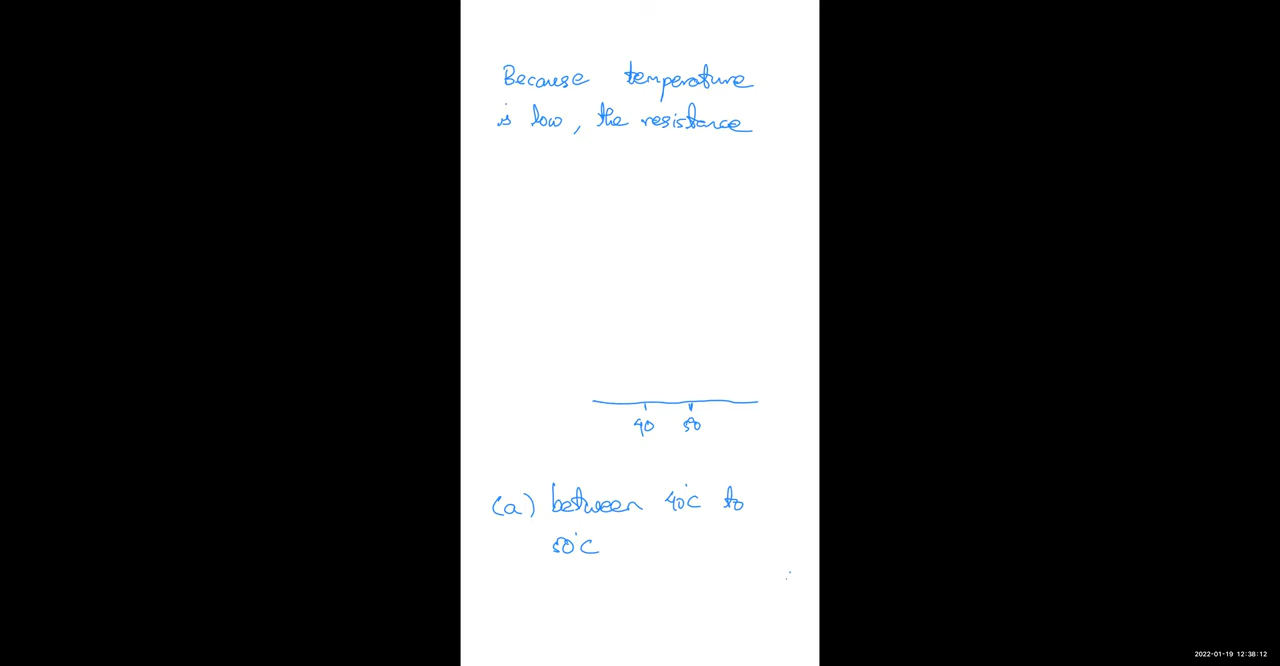 Because temperature
is low, the resistance
40 50
(a) between 40°C to
50°C
2022-01-19 12:38:12